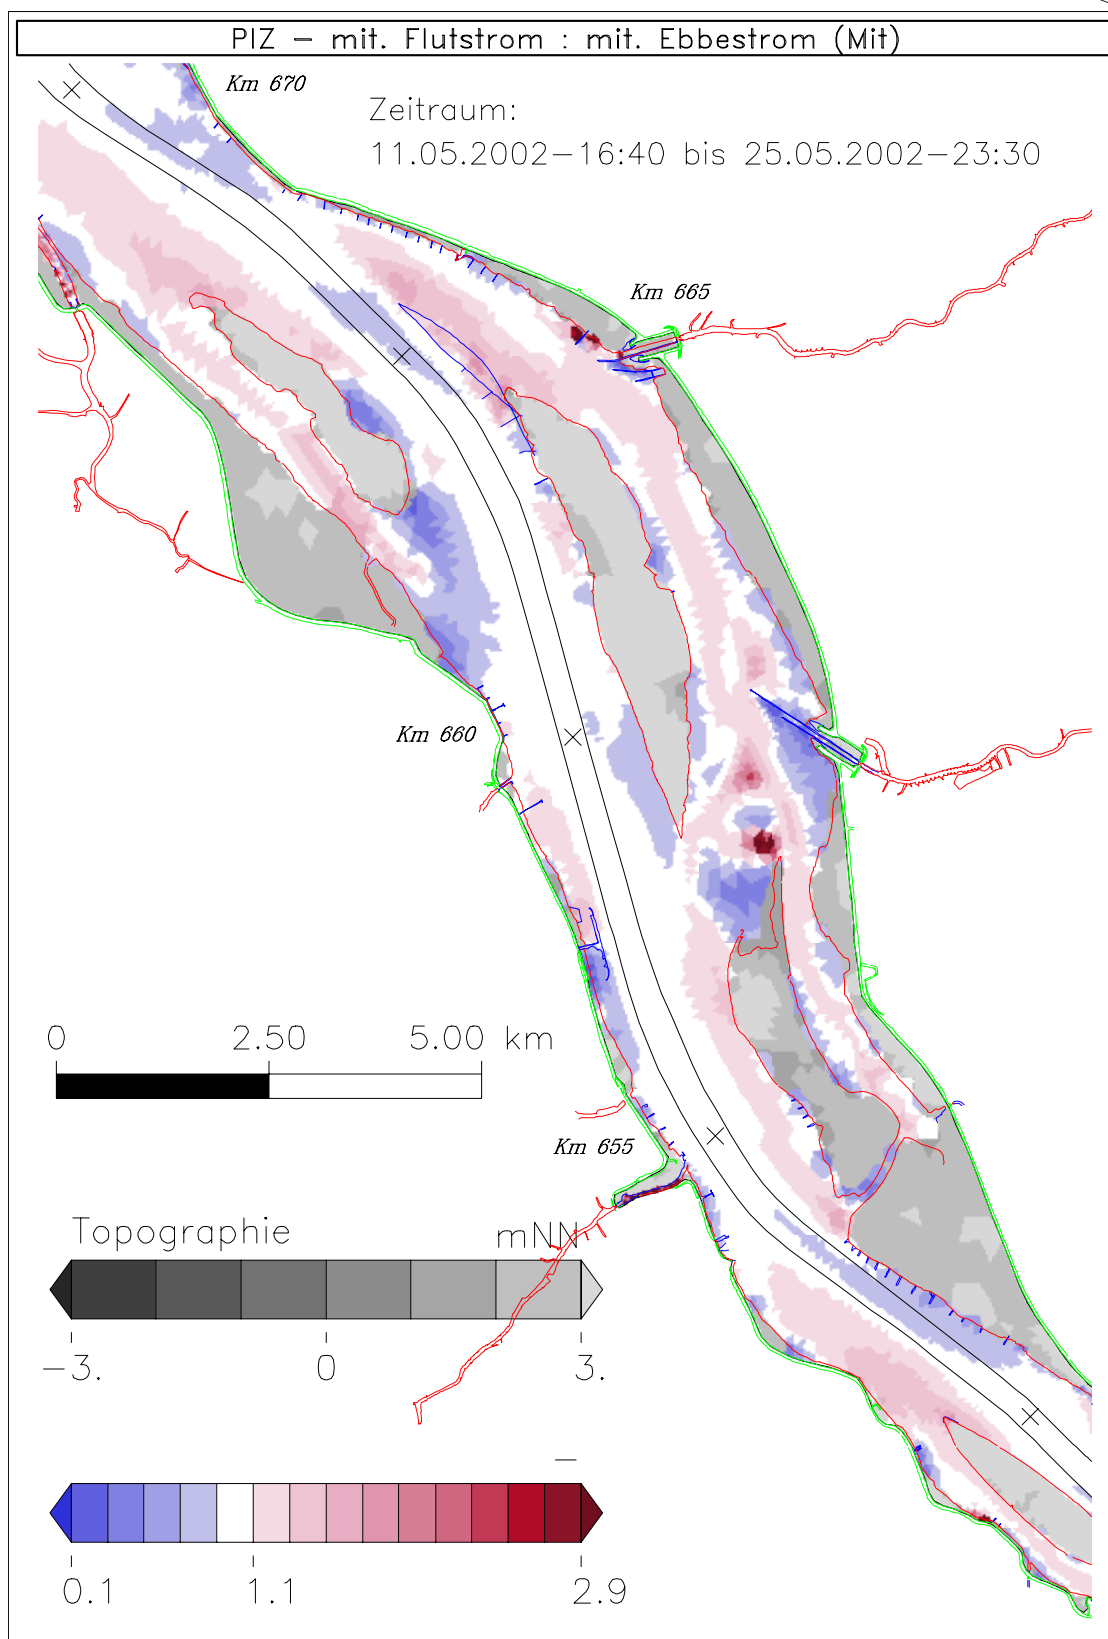 PIZ – mit. Flutstrom : mit. Ebbestrom (Mit)
Km 670
Zeitraum:
11.05.2002–16:40 bis 25.05.2002–23:30
Km 665
Km 660
0 2.50 5.00 km
Km 655
Topographie mNN
–3. 0 3.
–
0.1 1.1 2.9